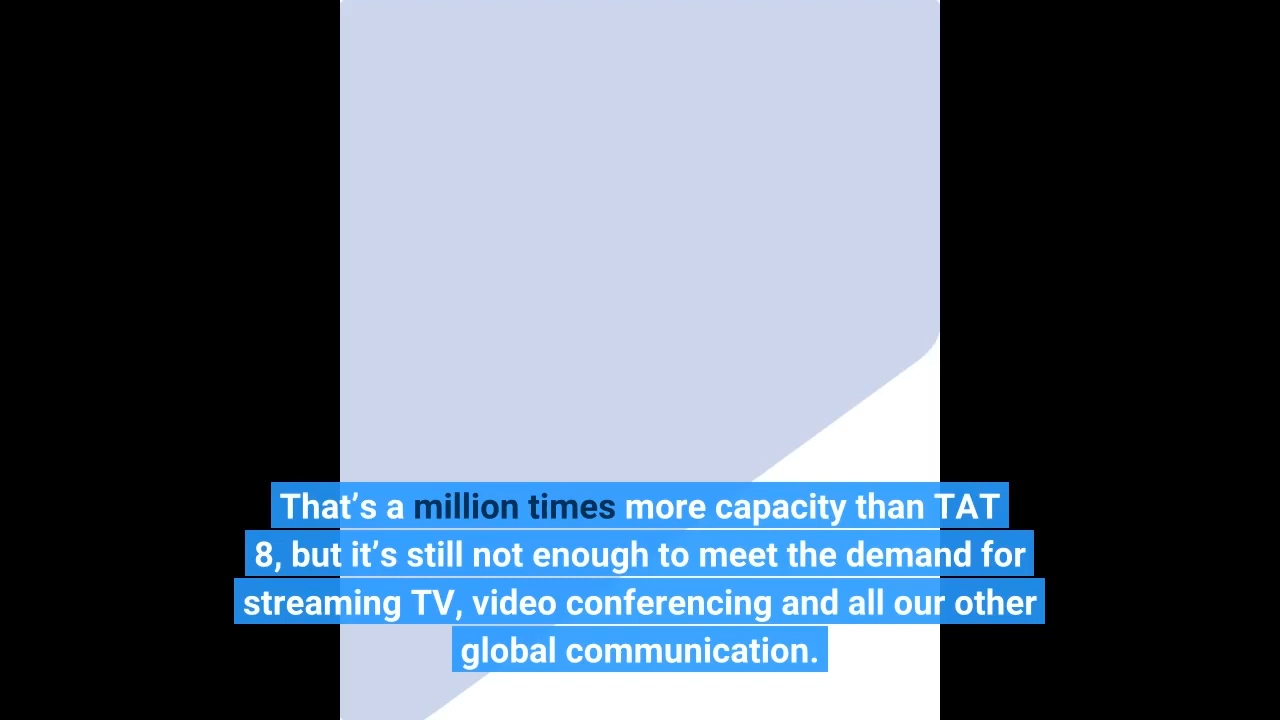 That’s a million times more capacity than TAT
8, but it’s still not enough to meet the demand for
streaming TV, video conferencing and all our other
global communication.